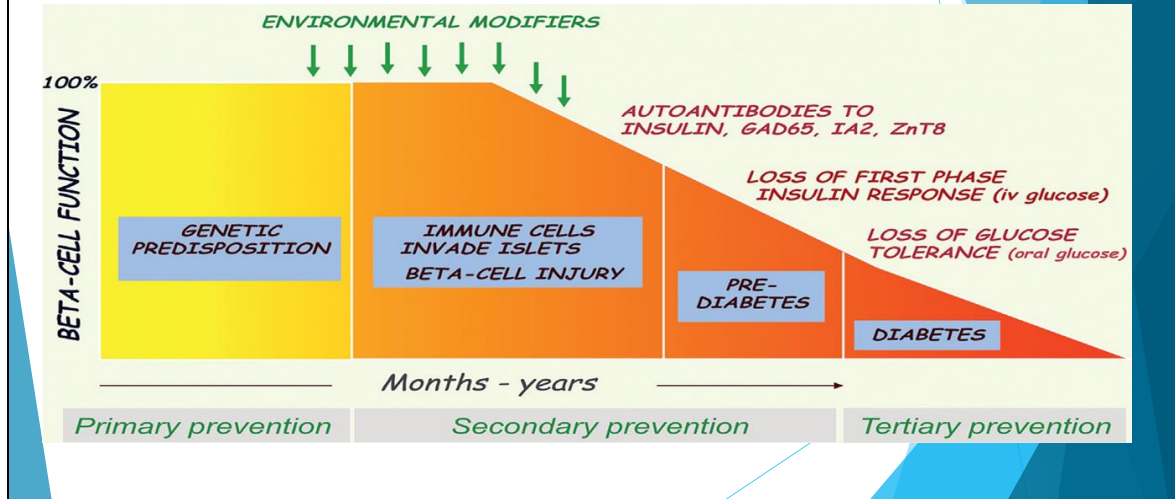 ENVIRONMENTAL MODIFIERS
100%
BETA-CELL FUNCTION
AUTOANTIBODIES TO
INSULIN, GAD65, IA2, ZnT8
LOSS OF FIRST PHASE
INSULIN RESPONSE (iv glucose)
LOSS OF GLUCOSE
TOLERANCE (oral glucose)
GENETIC
PREDISPOSITION
IMMUNE CELLS
INVADE ISLETS
BETA-CELL INJURY
PRE-
DIABETES
DIABETES
Months - years
Primary prevention
Secondary prevention
Tertiary prevention